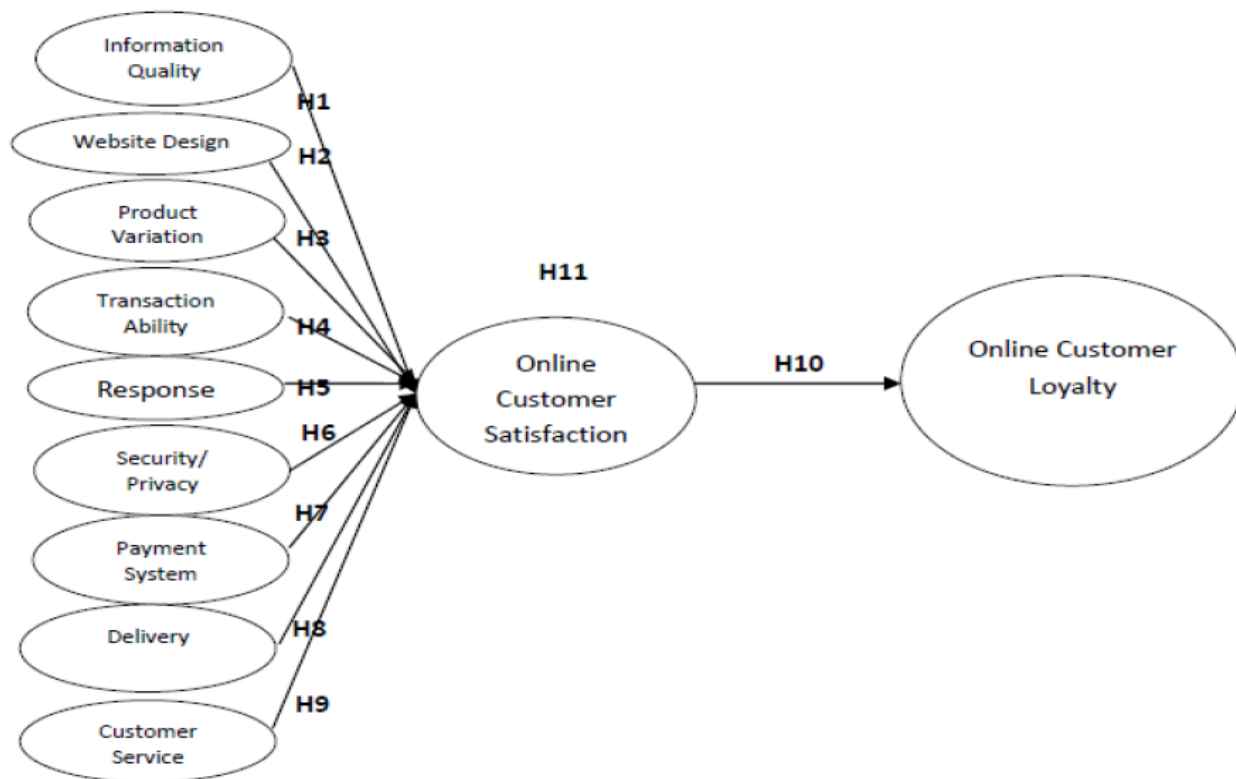 Information
Quality
H1
Website Design
H2
Product
Variation
H3
H11
Transaction
Ability
H4
Online
Customer
Satisfaction
H10
Online Customer
Loyalty
Response
H5
Security/
Privacy
H6
Payment
System
H7
Delivery
H8
Customer
Service
H9